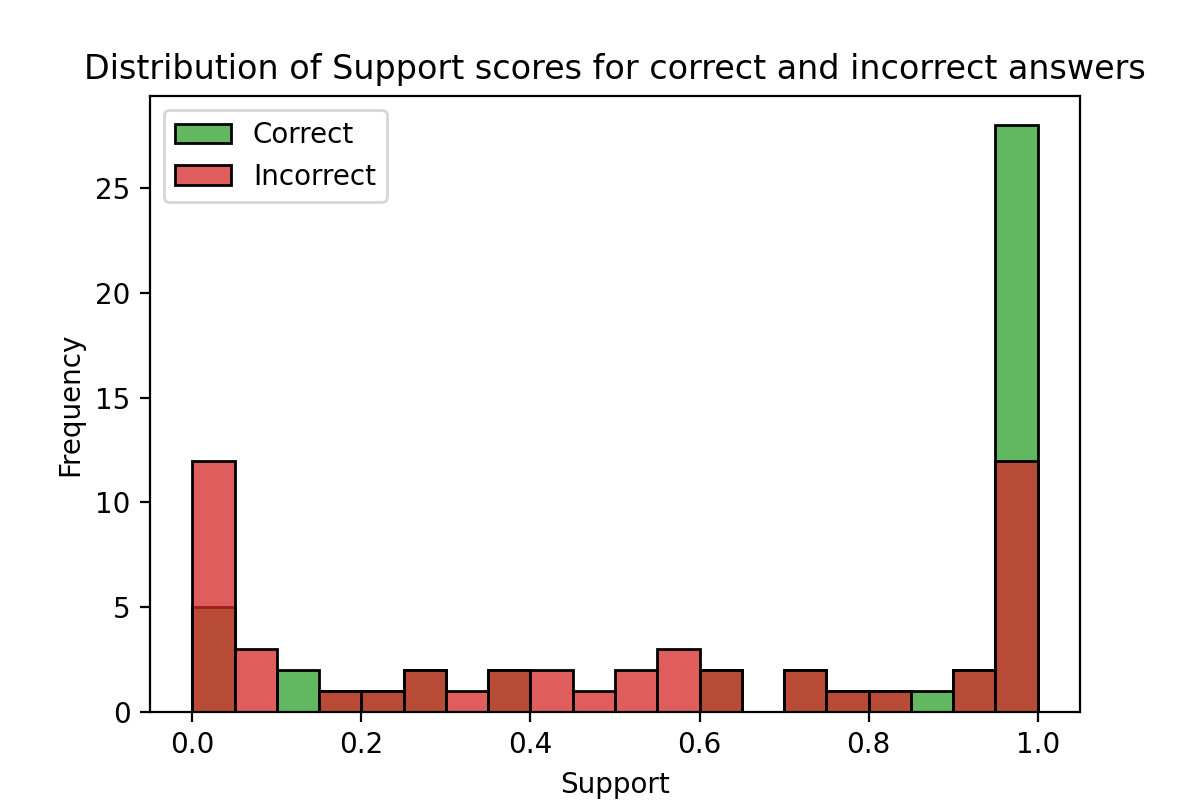 Distribution of Support scores for correct and incorrect answers
Correct
Incorrect
Frequency
25
20
15
10
5
0
0.0 0.2 0.4 0.6 0.8 1.0
Support